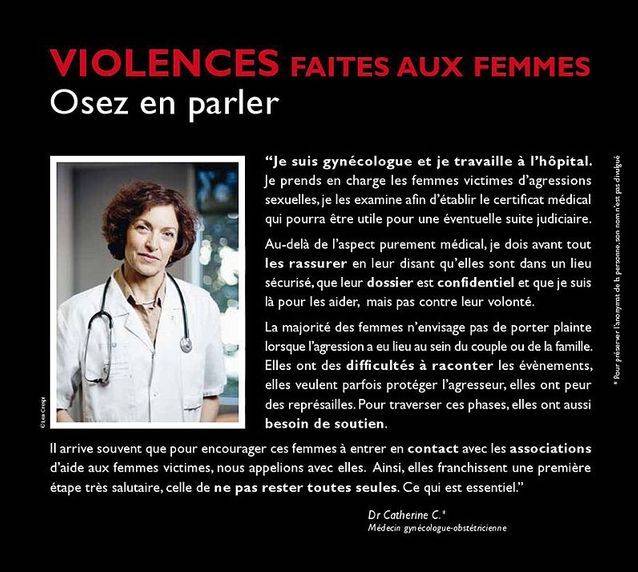 VIOLENCES FAITES AUX FEMMES
Osez en parler
“Je suis gynécologue et je travaille à l’hôpital.
Je prends en charge les femmes victimes d’agressions
sexuelles, je les examine afin d’établir le certificat médical
qui pourra être utile pour une éventuelle suite judiciaire.
Au-delà de l’aspect purement médical, je dois avant tout
les rassurer en leur disant qu’elles sont dans un lieu
sécurisé, que leur dossier est confidentiel et que je suis
là pour les aider, mais pas contre leur volonté.
La majorité des femmes n’envisage pas de porter plainte
lorsque l’agression a eu lieu au sein du couple ou de la famille.
Elles ont des difficultés à raconter les évènements,
elles veulent parfois protéger l’agresseur, elles ont peur
des représailles. Pour traverser ces phases, elles ont aussi
besoin de soutien.
Il arrive souvent que pour encourager ces femmes à entrer en contact avec les associations
d’aide aux femmes victimes, nous appelions avec elles. Ainsi, elles franchissent une première
étape très salutaire, celle de ne pas rester toutes seules. Ce qui est essentiel.”
Dr Catherine C.*
Médecin gynécologue-obstétricienne
* Pour préserver l’anonymat de la personne, son nom n’est pas divulgué